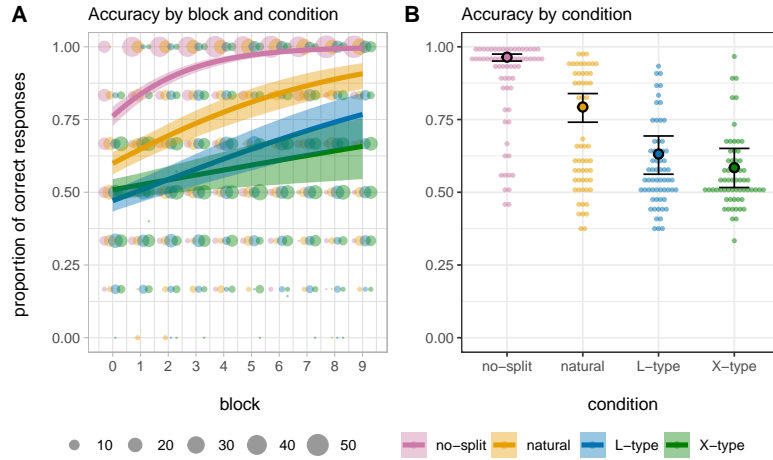 A
Accuracy by block and condition
proportion of correct responses
1.00
0.75
0.50
0.25
0.00
0 1 2 3 4 5 6 7 8 9
block
B
Accuracy by condition
1.00
0.75
0.50
0.25
0.00
no−split natural L−type X−type
condition
10 20 30 40 50
no−split natural L−type X−type